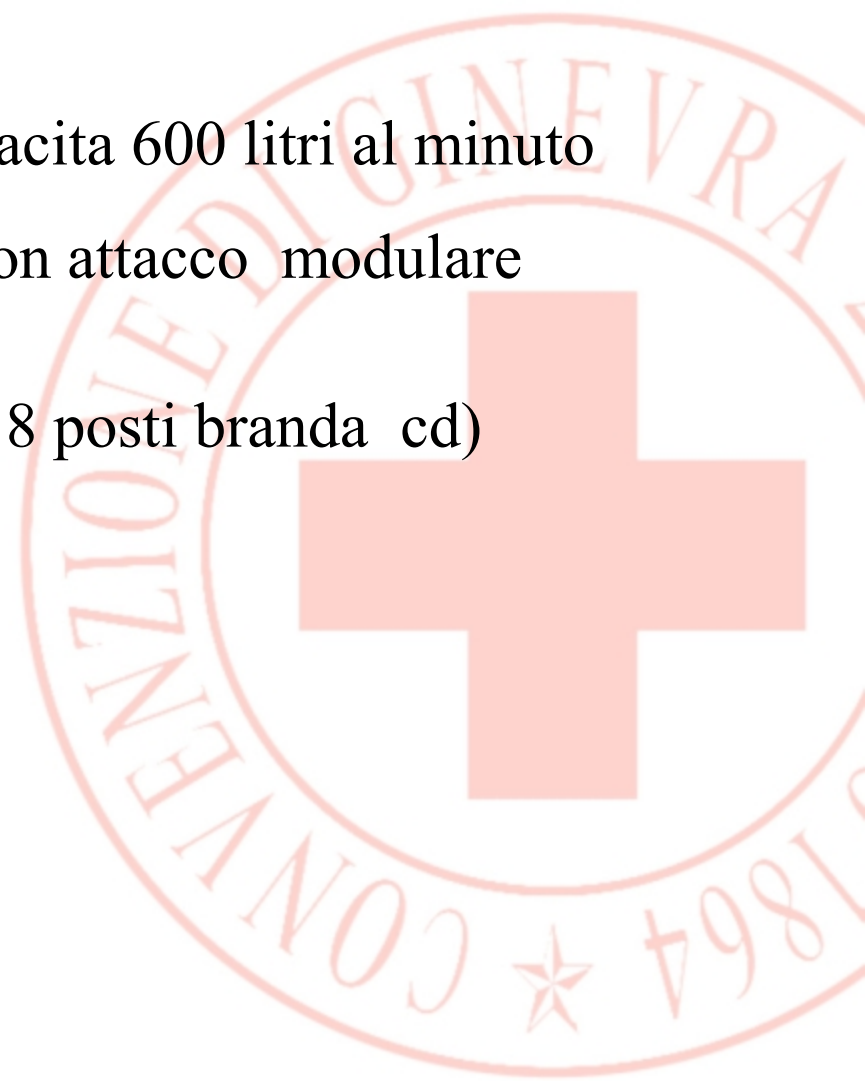 acita 600 litri al minuto
on attacco  modulare
8 posti branda  cd)
CONVENZIONE DI GINEVRA
1864